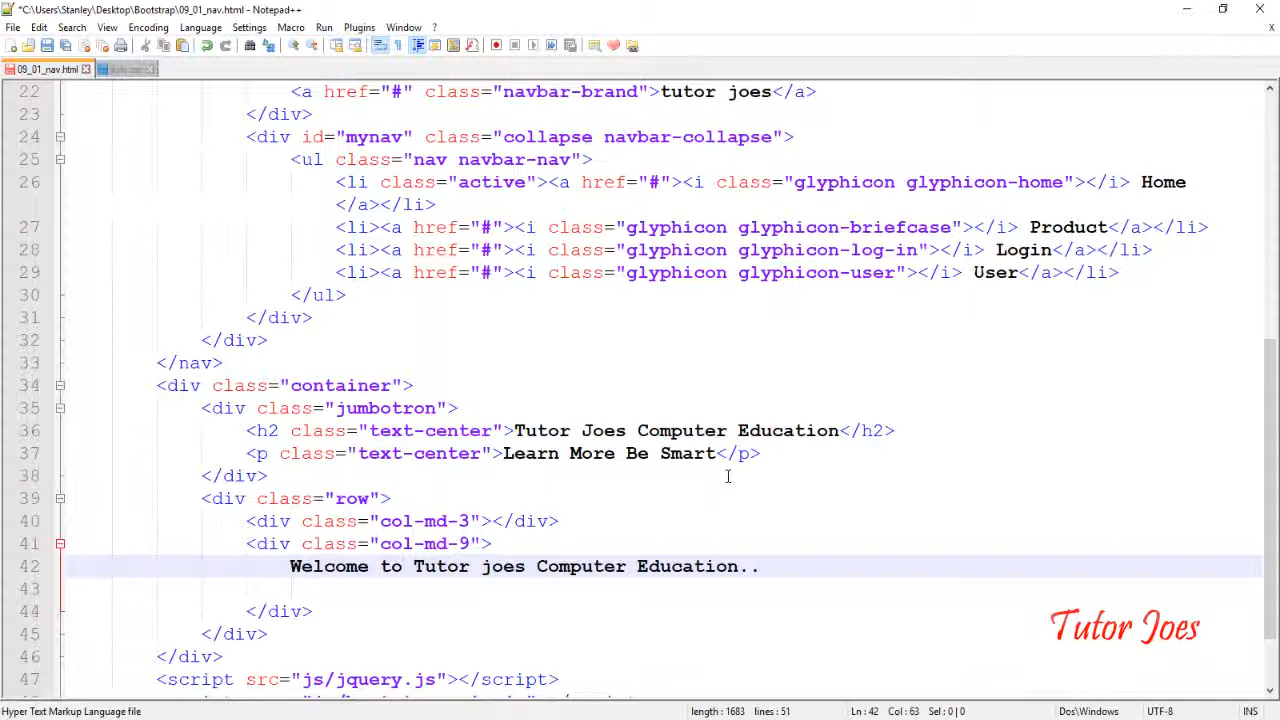 *C:\Users\Stanley\Desktop\Bootstrap\09_01_nav.html - Notepad++
File Edit Search View Encoding Language Settings Macro Run Plugins Window ?
X
09_01_nav.html
22 <a href="#" class="navbar-brand">tutor joes</a>
23 </div>
24 <div id="mynav" class="collapse navbar-collapse">
25 <ul class="nav navbar-nav">
26 <li class="active"><a href="#"><i class="glyphicon glyphicon-home"></i> Home
</a></li>
27 <li><a href="#"><i class="glyphicon glyphicon-briefcase"></i> Product</a></li>
28 <li><a href="#"><i class="glyphicon glyphicon-log-in"></i> Login</a></li>
29 <li><a href="#"><i class="glyphicon glyphicon-user"></i> User</a></li>
30 </ul>
31 </div>
32 </div>
33 </nav>
34 <div class="container">
35 <div class="jumbotron">
36 <h2 class="text-center">Tutor Joes Computer Education</h2>
37 <p class="text-center">Learn More Be Smart</p>
38 </div>
39 <div class="row">
40 <div class="col-md-3"></div>
41 <div class="col-md-9">
42 Welcome to Tutor joes Computer Education..
43
44 </div>
45 </div>
46 </div>
47 <script src="js/jquery.js"></script>
Tutor Joes
Hyper Text Markup Language file length : 1683 lines : 51 Ln : 42 Col : 63 Sel : 0 | 0 Dos\Windows UTF-8 INS